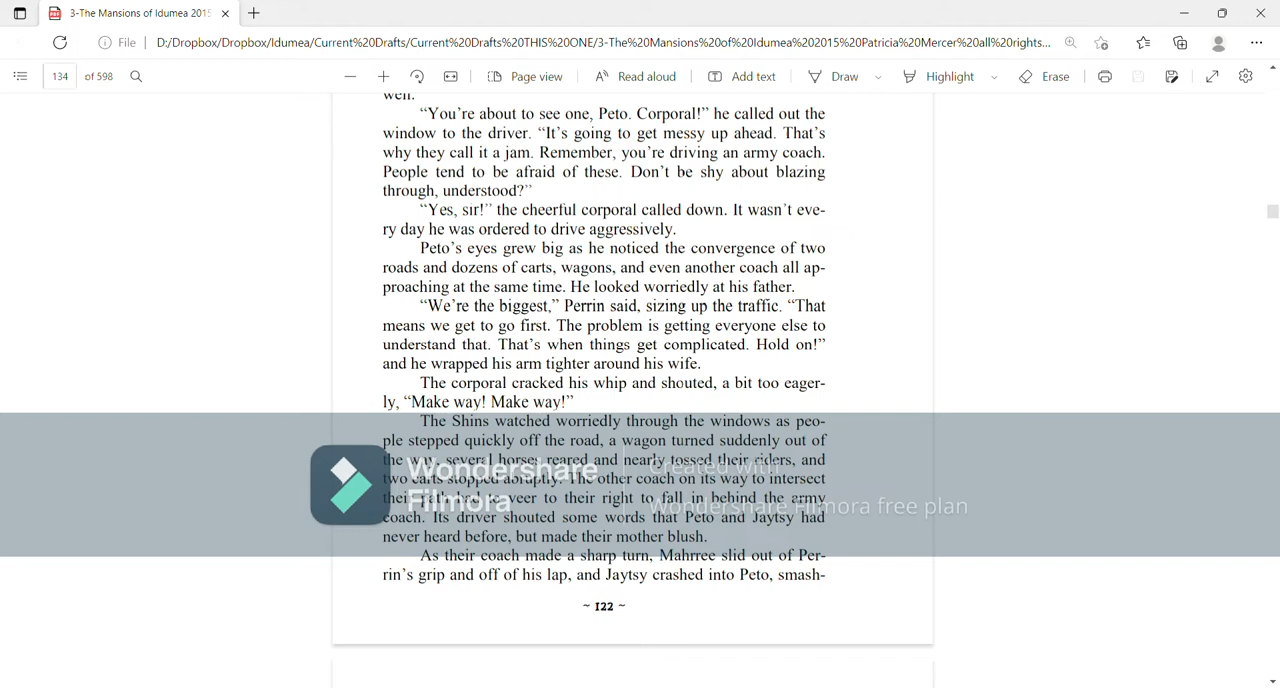 3-The Mansions of Idumea 2015
File
D:/Dropbox/Dropbox/Idumea/Current%20Drafts/Current%20Drafts%20THIS%20ONE/3-The%20Mansions%20of%20Idumea%202015%20Patricia%20Mercer%20all%20rights...
134 of 598
Page view
Read aloud
Add text
Draw
Highlight
Erase
well.
“You’re about to see one, Peto. Corporal!” he called out the
window to the driver. “It’s going to get messy up ahead. That’s
why they call it a jam. Remember, you’re driving an army coach.
People tend to be afraid of these. Don’t be shy about blazing
through, understood?”
“Yes, sir!” the cheerful corporal called down. It wasn’t eve-
ry day he was ordered to drive aggressively.
Peto’s eyes grew big as he noticed the convergence of two
roads and dozens of carts, wagons, and even another coach all ap-
proaching at the same time. He looked worriedly at his father.
“We’re the biggest,” Perrin said, sizing up the traffic. “That
means we get to go first. The problem is getting everyone else to
understand that. That’s when things get complicated. Hold on!”
and he wrapped his arm tighter around his wife.
The corporal cracked his whip and shouted, a bit too eager-
ly, “Make way! Make way!”
The Shins watched worriedly through the windows as peo-
ple stepped quickly off the road, a wagon turned suddenly out of
the way, several horses reared and nearly tossed their riders, and
two carts stopped abruptly. The other coach on its way to intersect
their path had to veer to their right to fall in behind the army
coach. Its driver shouted some words that Peto and Jaytsy had
never heard before, but made their mother blush.
As their coach made a sharp turn, Mahrree slid out of Per-
rin’s grip and off of his lap, and Jaytsy crashed into Peto, smash-
~ 122 ~
Wondershare
Filmora
Created with
Wondershare Filmora free plan